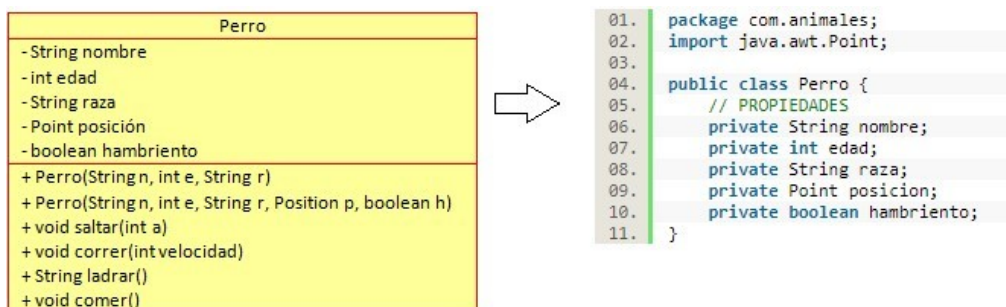 Perro
- String nombre
- int edad
- String raza
- Point posición
- boolean hambriento
+ Perro(String n, int e, String r)
+ Perro(String n, int e, String r, Position p, boolean h)
+ void saltar(int a)
+ void correr(int velocidad)
+ String ladrar()
+ void comer()
01. package com.animales;
02. import java.awt.Point;
03.
04. public class Perro {
05. // PROPIEDADES
06. private String nombre;
07. private int edad;
08. private String raza;
09. private Point posicion;
10. private boolean hambriento;
11. }